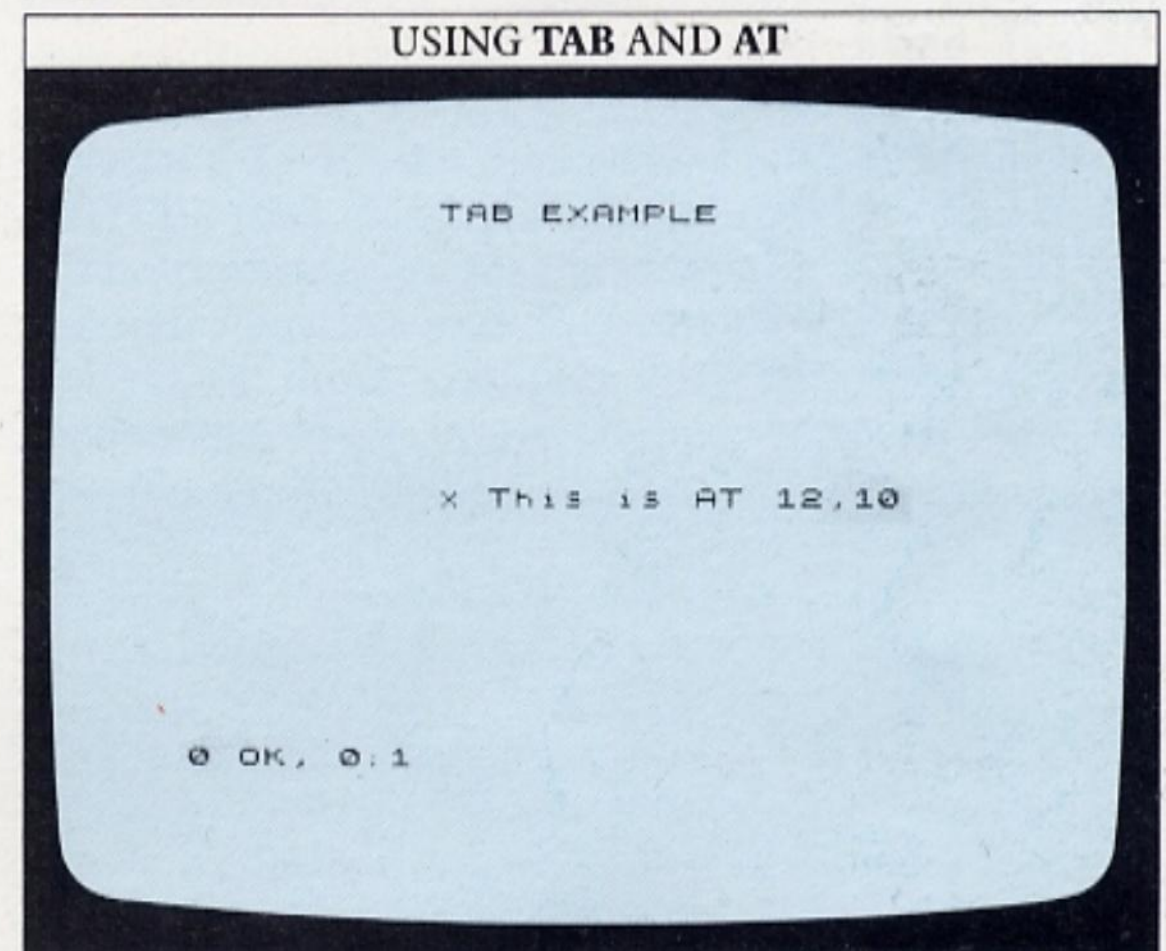 USING TAB AND AT
TAB EXAMPLE
x This is AT 12,10
0 OK, 0:1